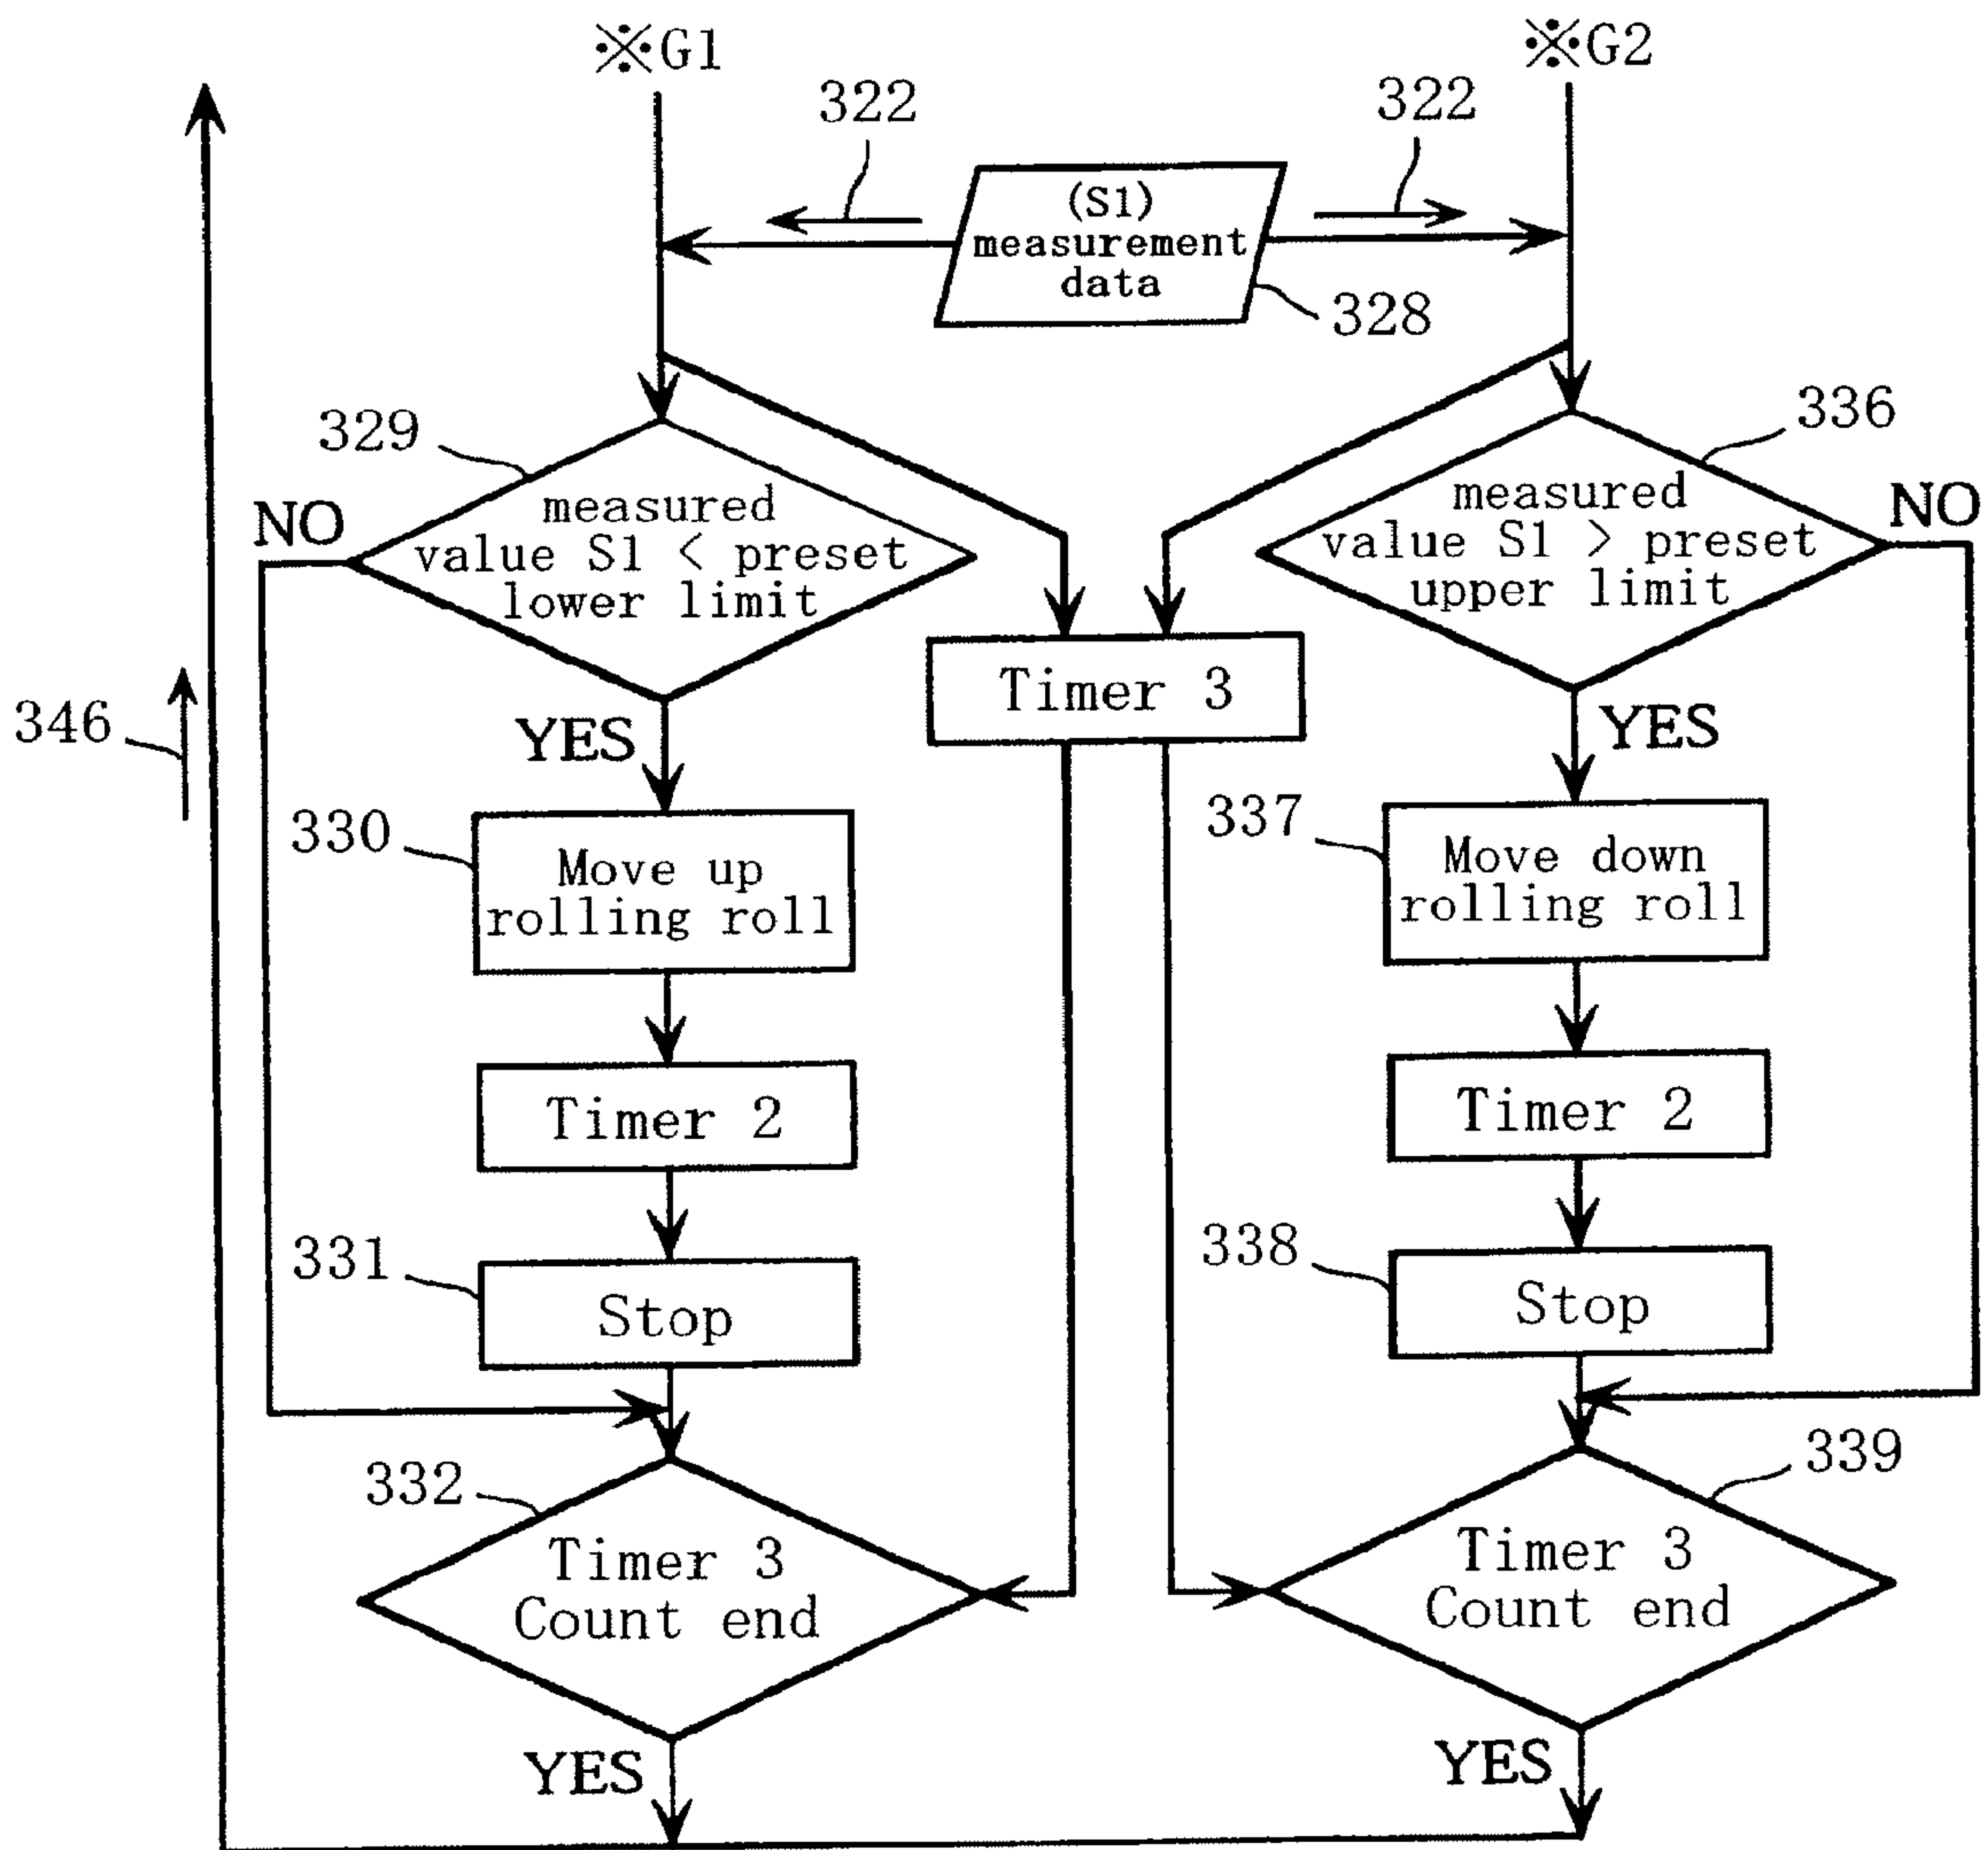 ※G1
※G2
322
322
(S1)
measurement
data
328
329
336
NO
measured
value S1 < preset
lower limit
measured
value S1 > preset
upper limit
NO
Timer 3
346
YES
YES
330
Move up
rolling roll
337
Move down
rolling roll
Timer 2
Timer 2
331
Stop
338
Stop
332
339
Timer 3
Count end
Timer 3
Count end
YES
YES